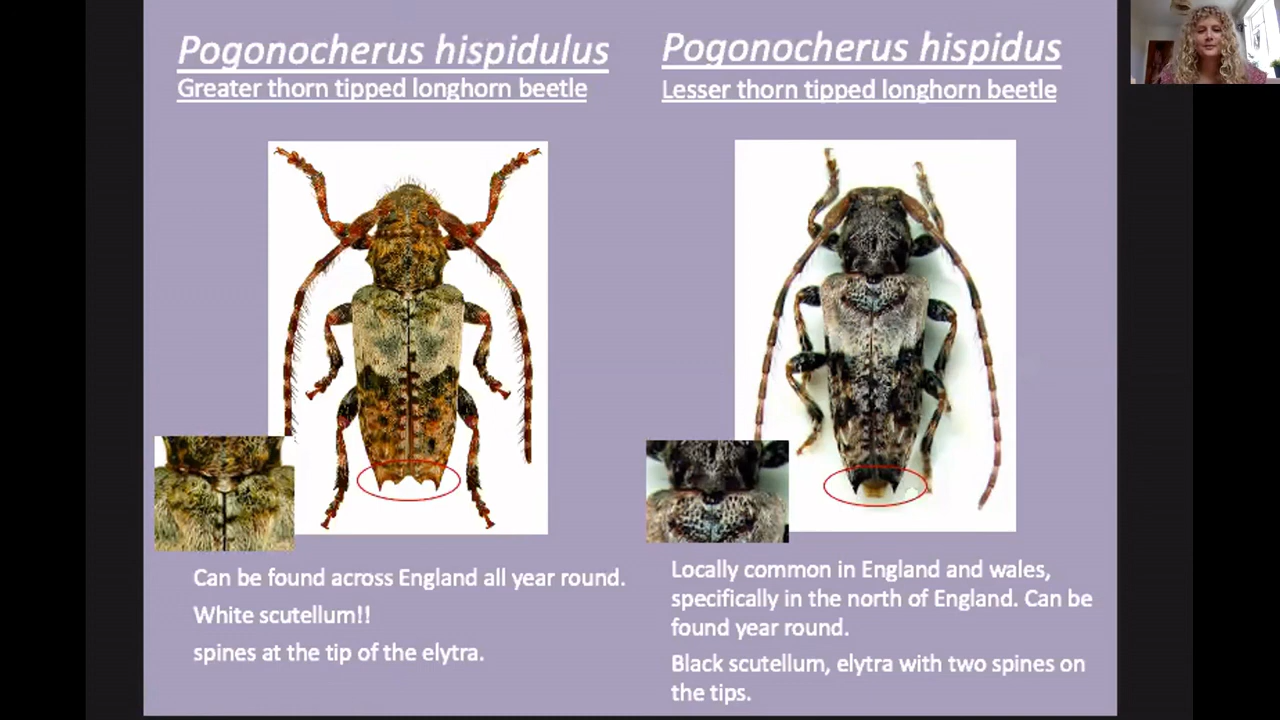 Pogonocherus hispidulus
Greater thorn tipped longhorn beetle
Can be found across England all year round.
White scutellum!!
spines at the tip of the elytra.
Pogonocherus hispidus
Lesser thorn tipped longhorn beetle
Locally common in England and wales,
specifically in the north of England. Can be
found year round.
Black scutellum, elytra with two spines on
the tips.